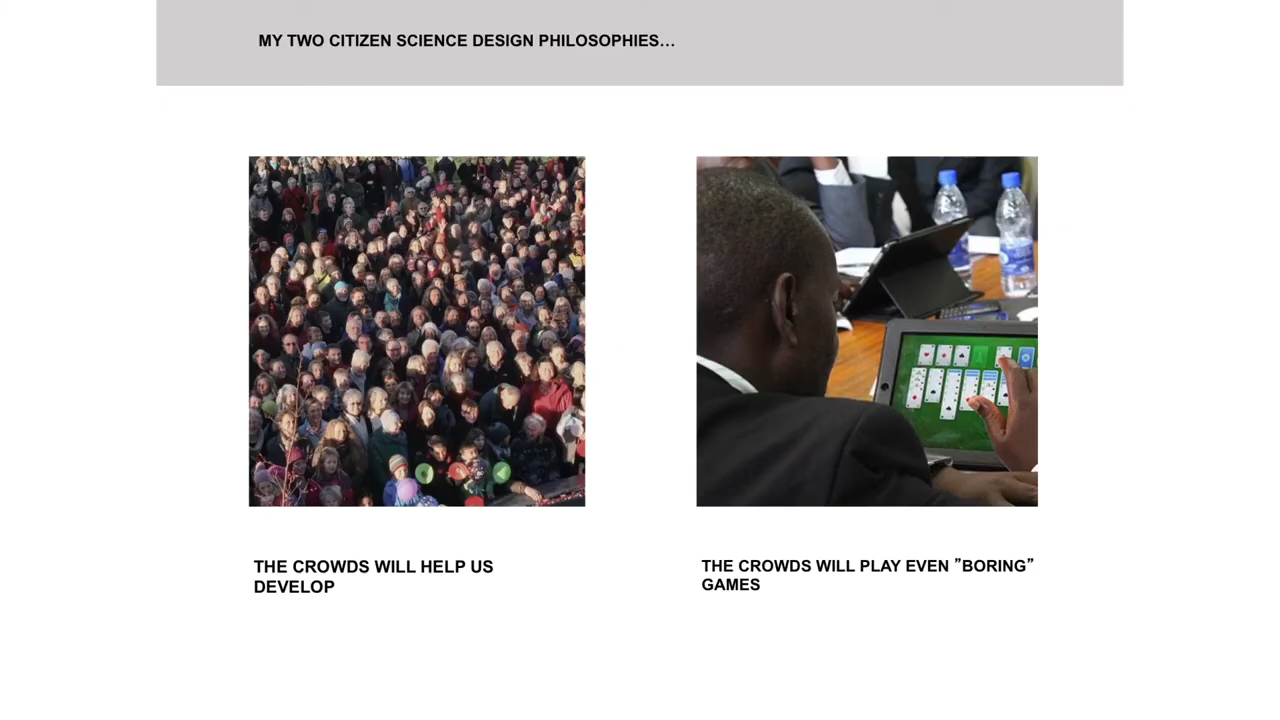 MY TWO CITIZEN SCIENCE DESIGN PHILOSOPHIES…
THE CROWDS WILL HELP US
DEVELOP
THE CROWDS WILL PLAY EVEN ”BORING”
GAMES